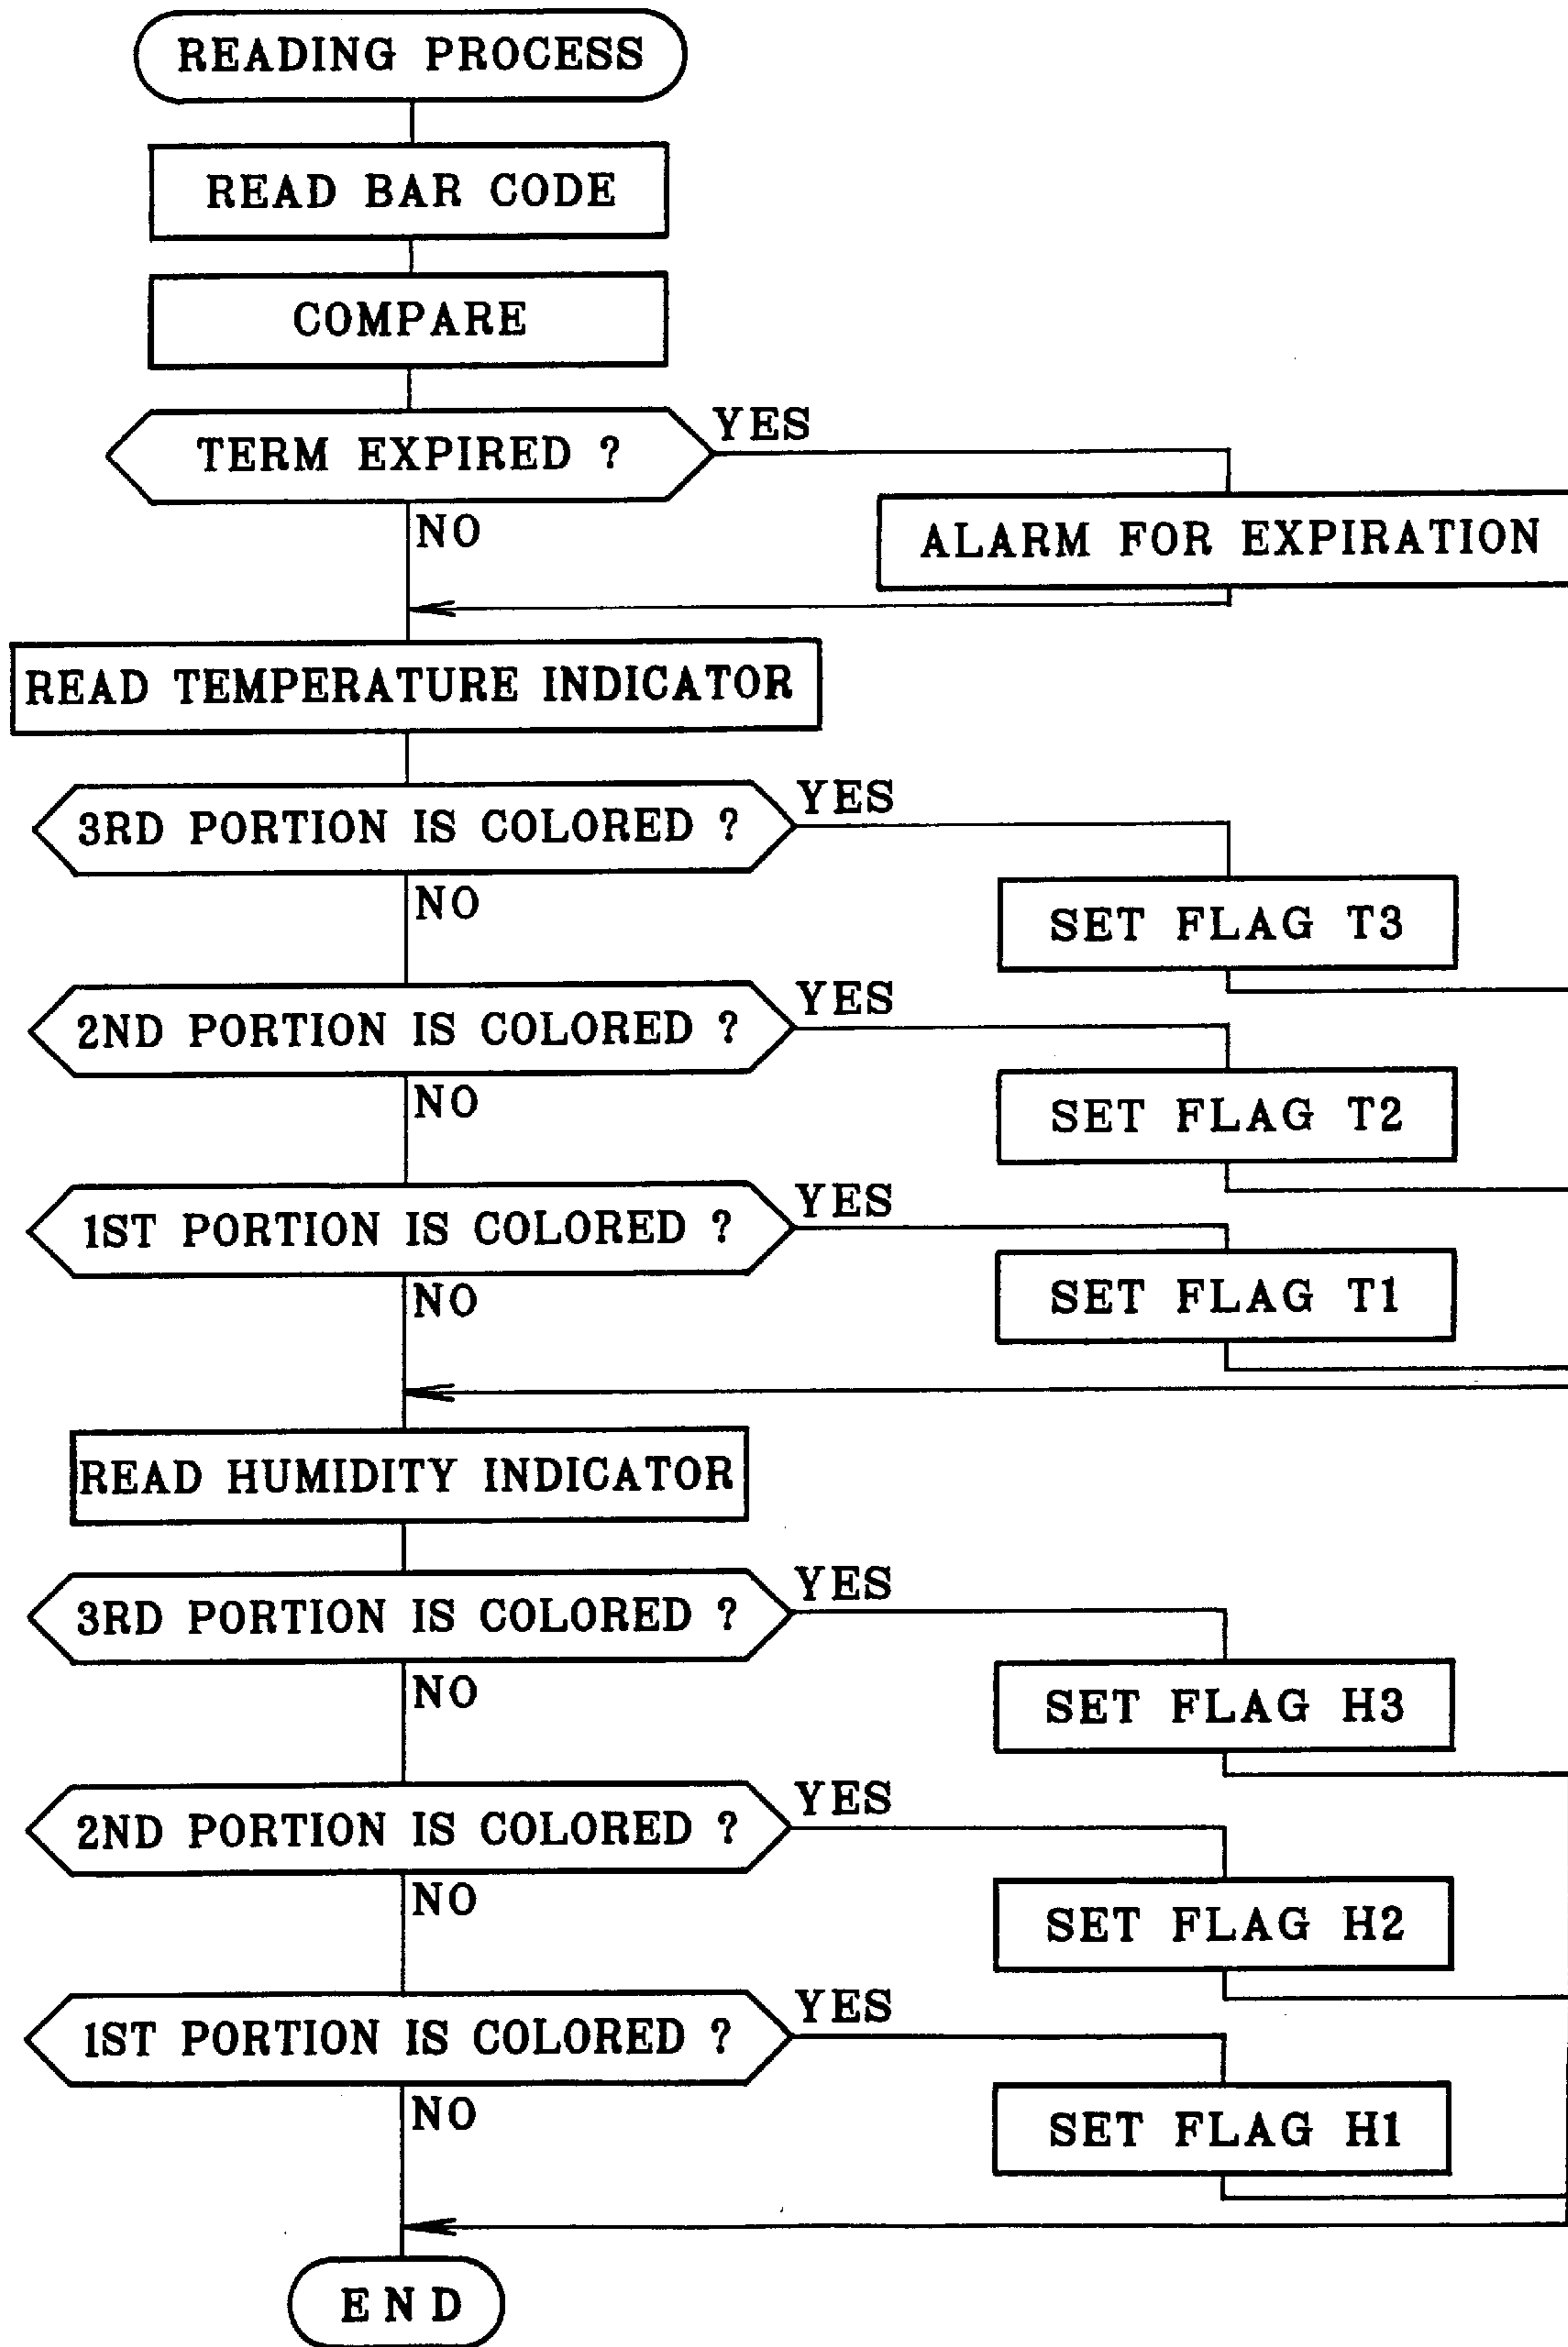 READING PROCESS
READ BAR CODE
COMPARE
TERM EXPIRED ?
YES
NO
ALARM FOR EXPIRATION
READ TEMPERATURE INDICATOR
3RD PORTION IS COLORED ?
YES
NO
SET FLAG T3
2ND PORTION IS COLORED ?
YES
NO
SET FLAG T2
1ST PORTION IS COLORED ?
YES
NO
SET FLAG T1
READ HUMIDITY INDICATOR
3RD PORTION IS COLORED ?
YES
NO
SET FLAG H3
2ND PORTION IS COLORED ?
YES
NO
SET FLAG H2
1ST PORTION IS COLORED ?
YES
NO
SET FLAG H1
END